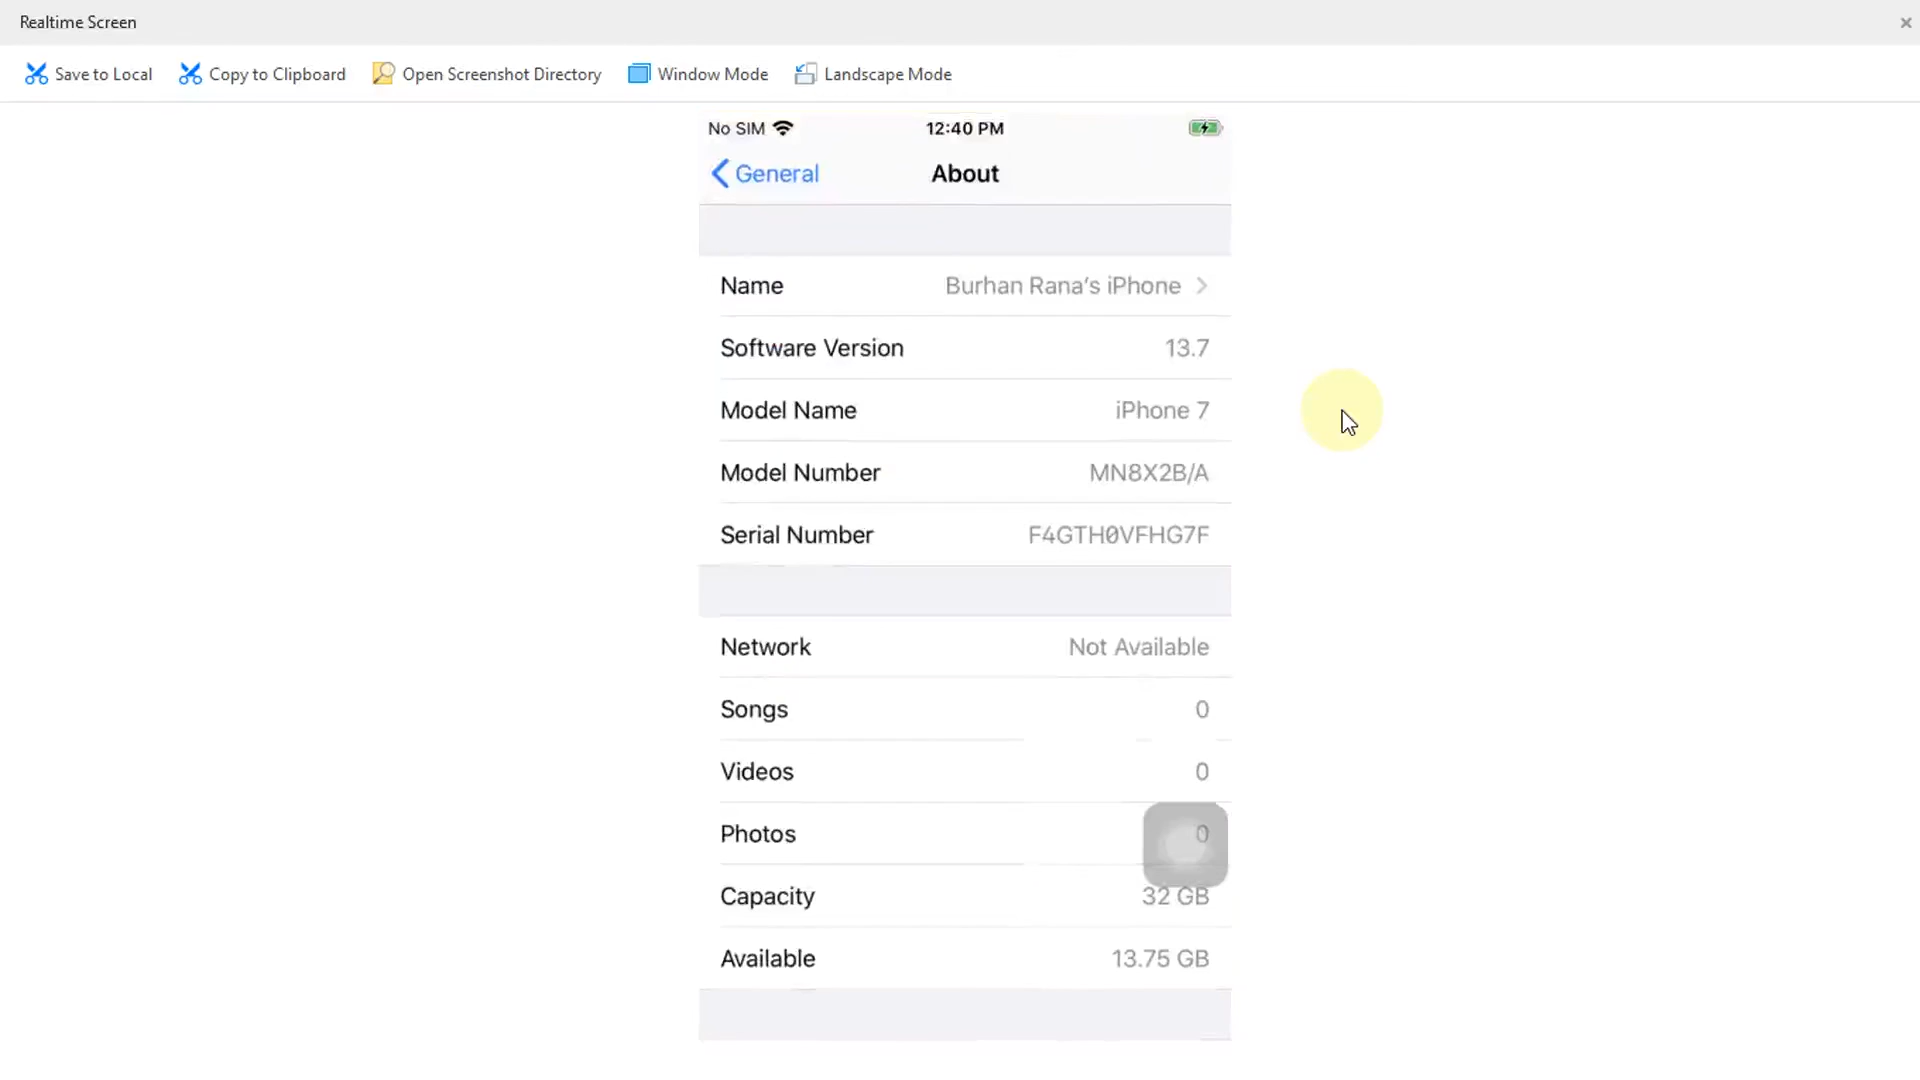 Realtime Screen
Save to Local Copy to Clipboard Open Screenshot Directory Window Mode Landscape Mode
No SIM 12:40 PM
General About
Name Burhan Rana’s iPhone
Software Version 13.7
Model Name iPhone 7
Model Number MN8X2B/A
Serial Number F4GTH0VFHG7F
Network Not Available
Songs 0
Videos 0
Photos 0
Capacity 32 GB
Available 13.75 GB